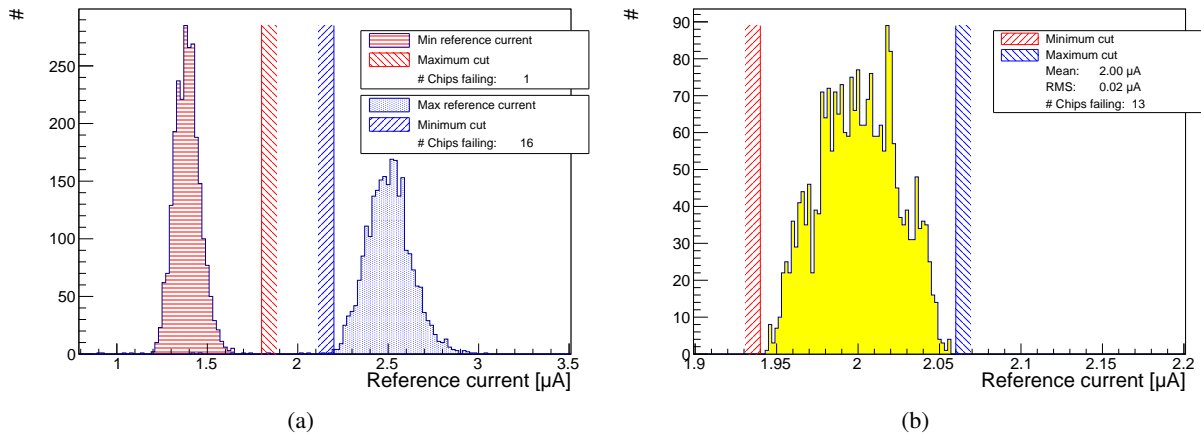 #
250
200
150
100
50
0
1
1.5
2
2.5
3
3.5
Reference current [µA]
Min reference current
Maximum cut
# Chips failing: 1
Max reference current
Minimum cut
# Chips failing: 16
(a)
#
90
80
70
60
50
40
30
20
10
0
1.9
1.95
2
2.05
2.1
2.15
2.2
Reference current [µA]
Minimum cut
Maximum cut
Mean: 2.00 µA
RMS: 0.02 µA
# Chips failing: 13
(b)